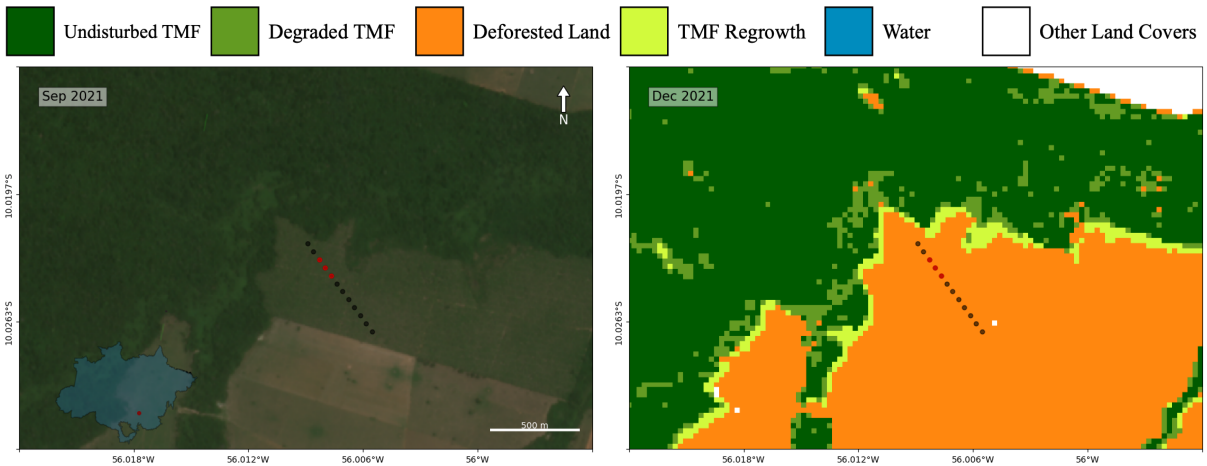 Undisturbed TMF Degraded TMF Deforested Land TMF Regrowth Water Other Land Covers
Sep 2021
N
10.0197°S
10.0263°S
500 m
56.018°W 56.012°W 56.006°W 56°W
Dec 2021
10.0197°S
10.0263°S
56.018°W 56.012°W 56.006°W 56°W